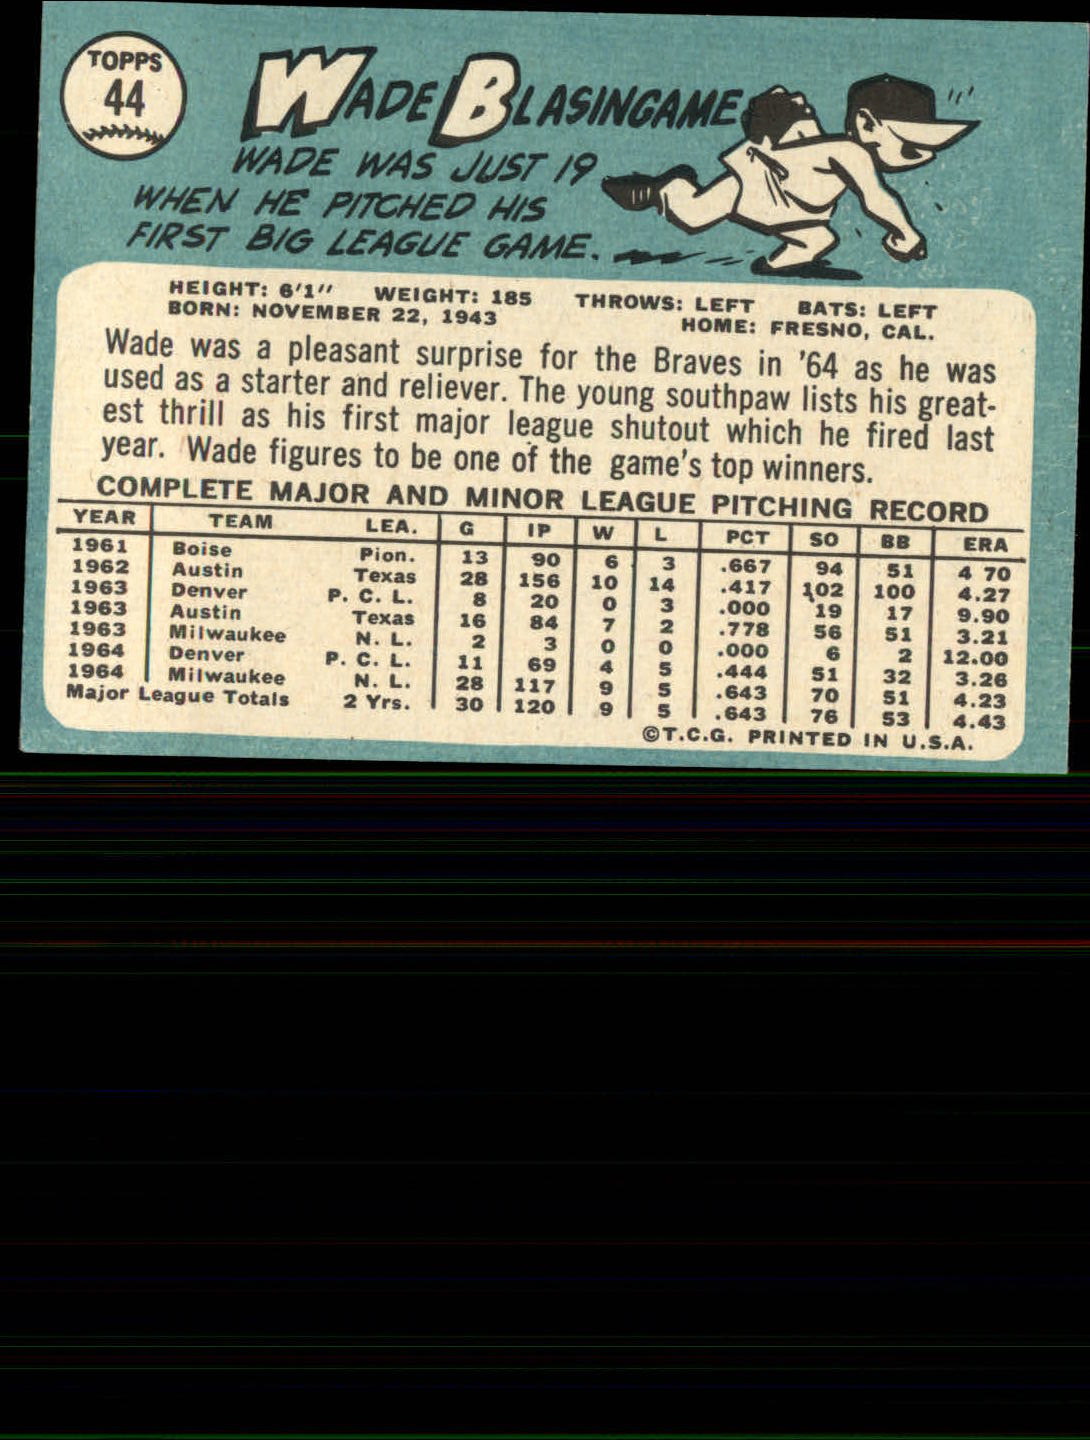 TOPPS
44
WADE BLASINGAME
WADE WAS JUST 19
WHEN HE PITCHED HIS
FIRST BIG LEAGUE GAME.
HEIGHT: 6'1" WEIGHT: 185 THROWS: LEFT BATS: LEFT
BORN: NOVEMBER 22, 1943 HOME: FRESNO, CAL.
Wade was a pleasant surprise for the Braves in '64 as he was
used as a starter and reliever. The young southpaw lists his great-
est thrill as his first major league shutout which he fired last
year. Wade figures to be one of the game's top winners.
COMPLETE MAJOR AND MINOR LEAGUE PITCHING RECORD
YEAR TEAM LEA. G IP W L PCT SO BB ERA
1961 Boise Pion. 13 90 6 3 .667 94 51 4 70
1962 Austin Texas 28 156 10 14 .417 102 100 4.27
1963 Denver P. C. L. 8 20 0 3 .000 19 17 9.90
1963 Austin Texas 16 84 7 2 .778 56 51 3.21
1963 Milwaukee N. L. 2 3 0 0 .000 6 2 12.00
1964 Denver P. C. L. 11 69 4 5 .444 51 32 3.26
1964 Milwaukee N. L. 28 117 9 5 .643 70 51 4.23
Major League Totals 2 Yrs. 30 120 9 5 .643 76 53 4.43
©T.C.G. PRINTED IN U.S.A.